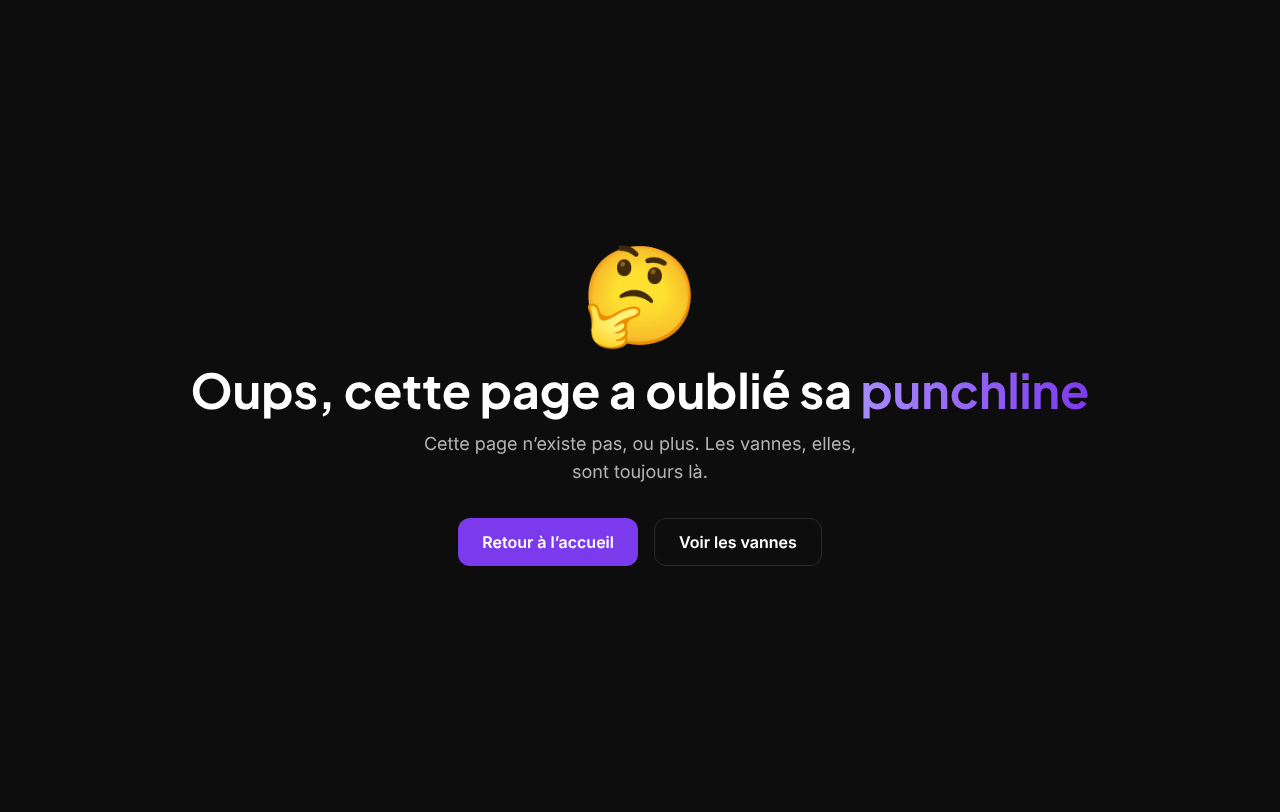 Oups, cette page a oublié sa punchline
Cette page n’existe pas, ou plus. Les vannes, elles,
sont toujours là.
Retour à l’accueil
Voir les vannes